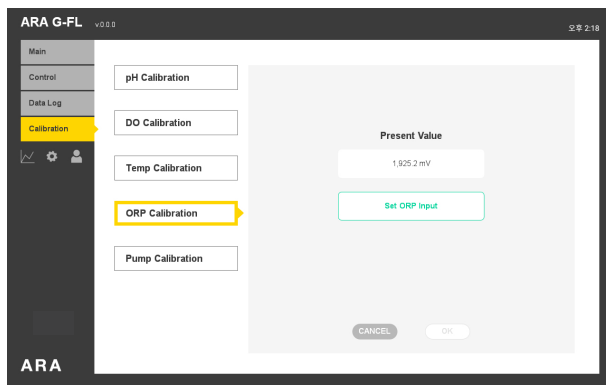 ARA G-FL v.0.0.0
오후 2:18
Main
Control
Data Log
Calibration
pH Calibration
DO Calibration
Temp Calibration
ORP Calibration
Pump Calibration
Present Value
1,925.2 mV
Set ORP Input
CANCEL
OK
ARA